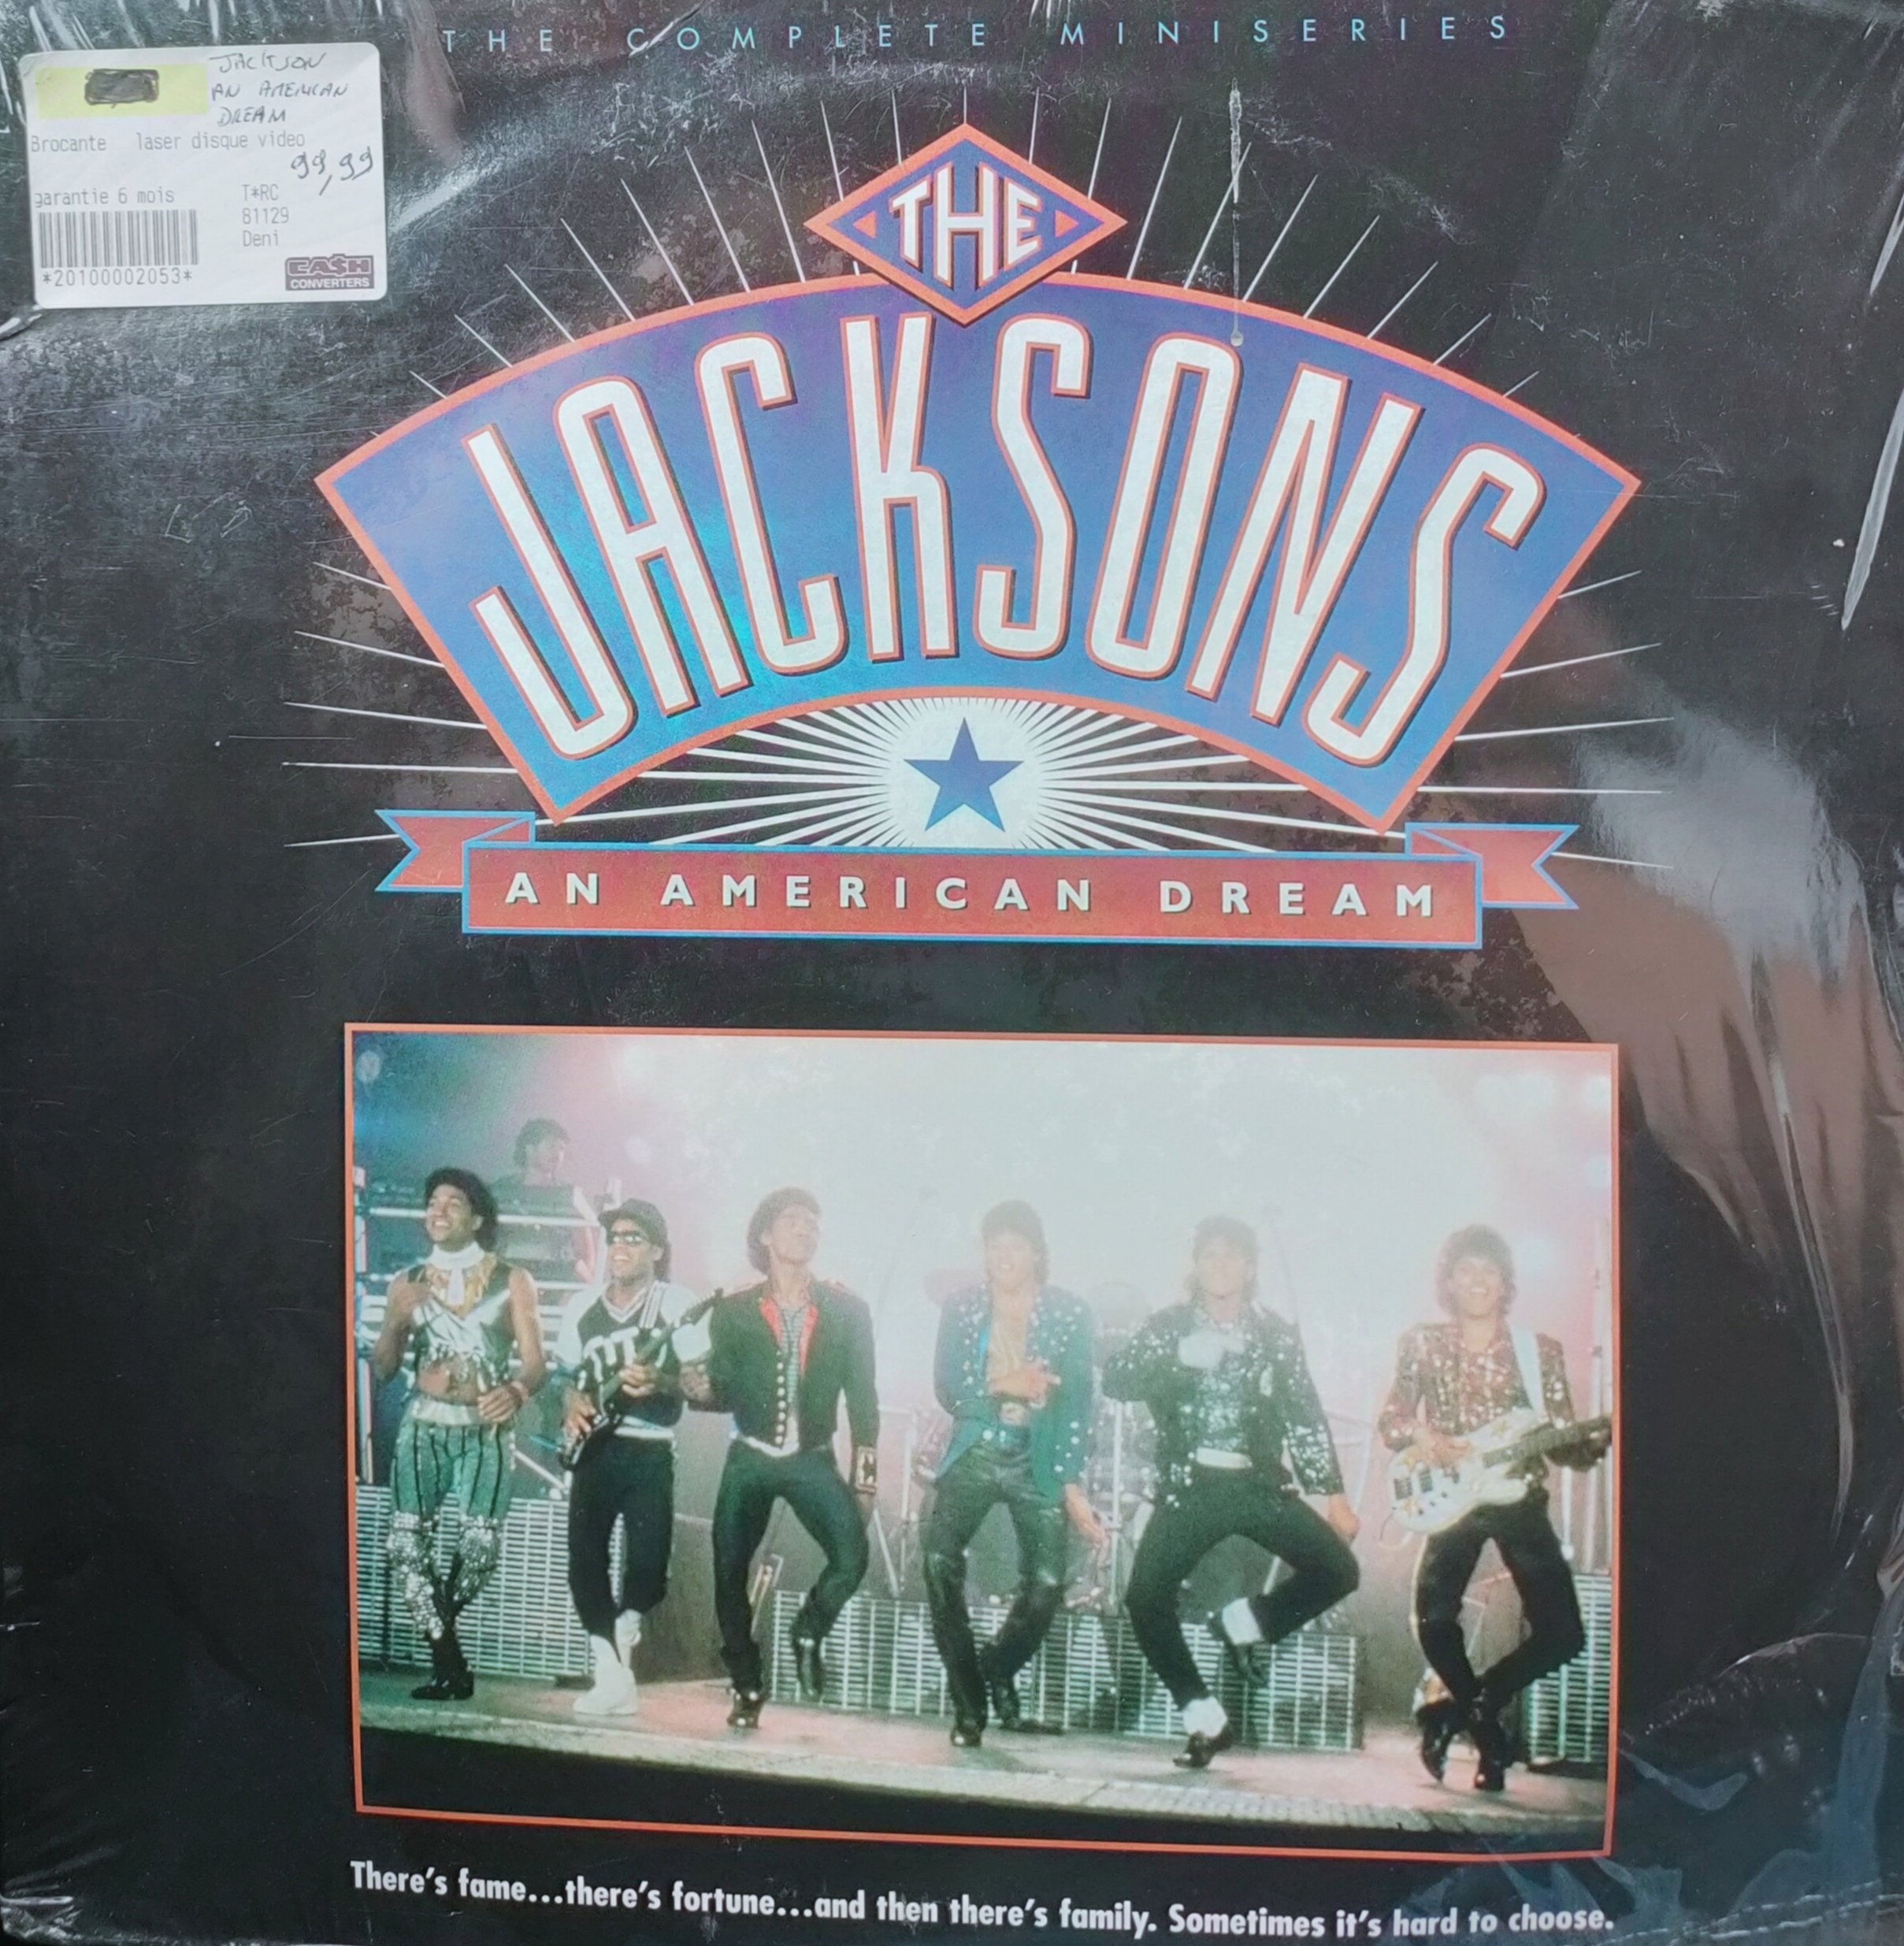 THE COMPLETE MINISERIES
JACKSON
AN AMERICAN
DREAM
Brocante laser disque video
99,99
garantie 6 mois
T*RC
81129
Deni
*20100002053*
CA$H
CONVERTERS
THE
JACKSONS
AN AMERICAN DREAM
There's fame...there's fortune...and then there's family. Sometimes it's hard to choose.